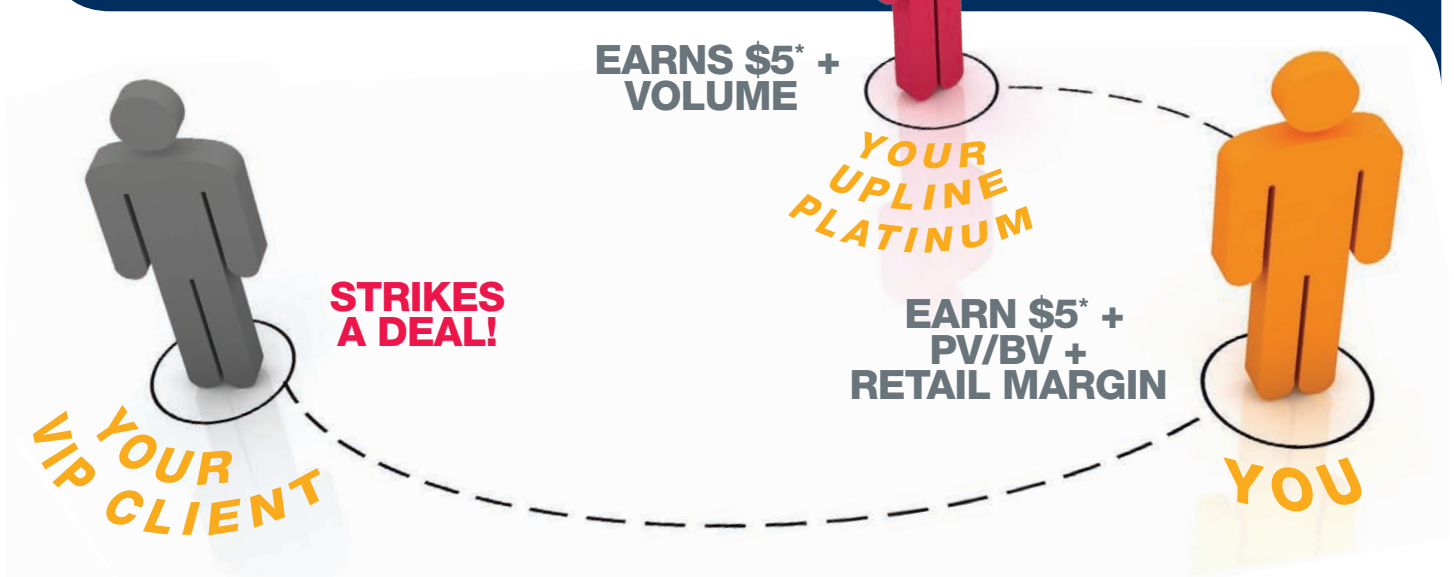 EARNS $5* +
VOLUME
YOUR
UPLINE
PLATINUM
STRIKES
A DEAL!
EARN $5* +
PV/BV +
RETAIL MARGIN
YOUR
VIP CLIENT
YOU